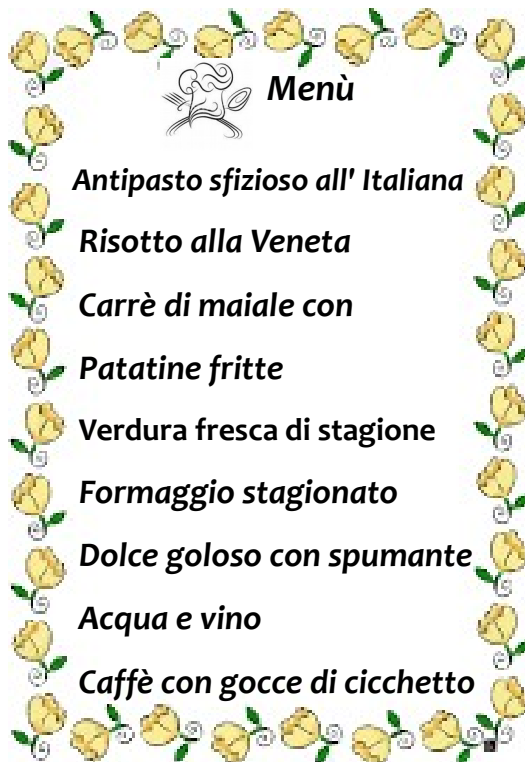 Menù
Antipasto sfizioso all' Italiana
Risotto alla Veneta
Carrè di maiale con
Patatine fritte
Verdura fresca di stagione
Formaggio stagionato
Dolce goloso con spumante
Acqua e vino
Caffè con gocce di cicchetto